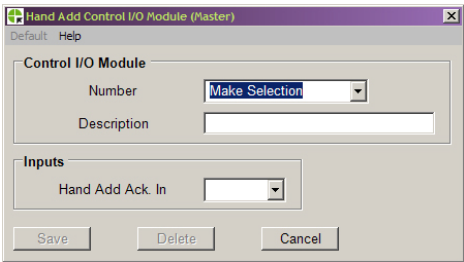 Hand Add Control I/O Module (Master)
Default Help
Control I/O Module
Number Make Selection
Description
Inputs
Hand Add Ack. In
Save Delete Cancel